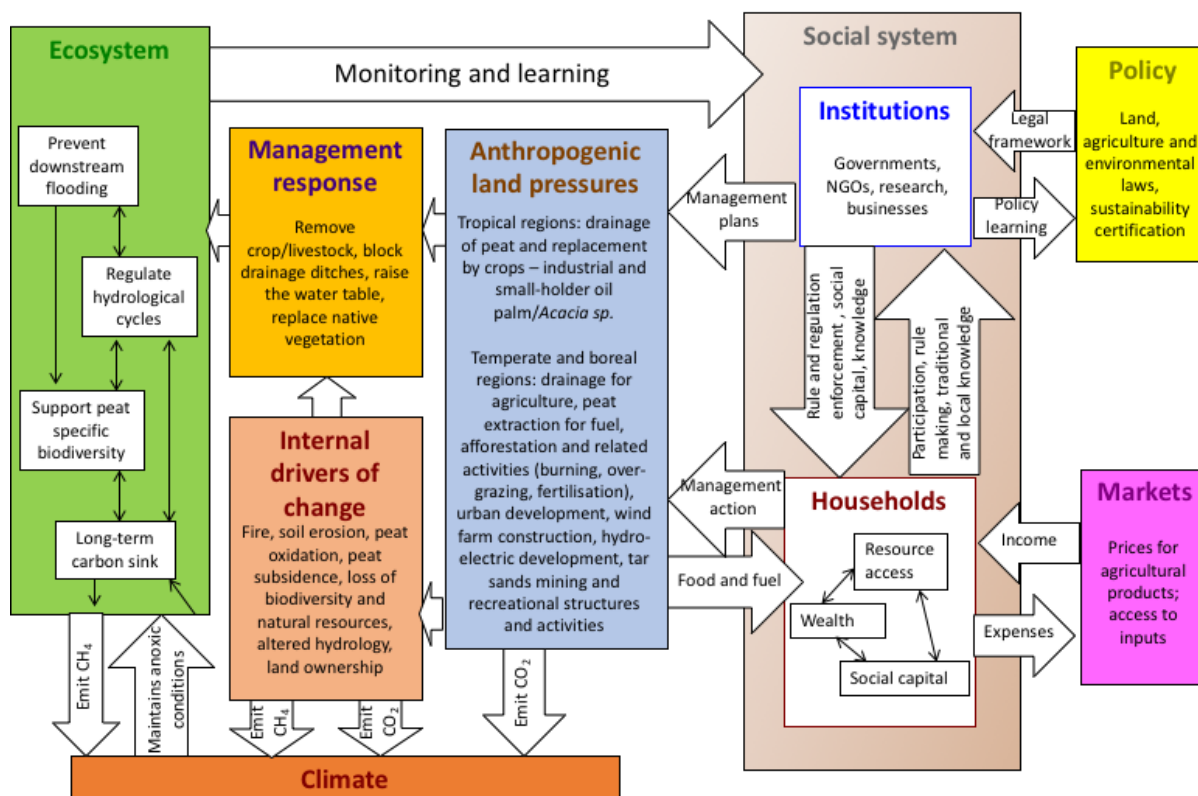 Ecosystem
Prevent
downstream
flooding
Regulate
hydrological
cycles
Support peat
specific
biodiversity
Long-term
carbon sink
Monitoring and learning
Management
response
Remove
crop/livestock, block
drainage ditches, raise
the water table,
replace native
vegetation
Internal
drivers of
change
Fire, soil erosion, peat
oxidation, peat
subsidence, loss of
biodiversity and
natural resources,
altered hydrology,
land ownership
Anthropogenic
land pressures
Tropical regions: drainage
of peat and replacement
by crops – industrial and
small-holder oil
palm/Acacia sp.
Temperate and boreal
regions: drainage for
agriculture, peat
extraction for fuel,
afforestation and related
activities (burning, over-
grazing, fertilisation),
urban development, wind
farm construction, hydro-
electric development, tar
sands mining and
recreational structures
and activities
Management
plans
Management
action
Food and fuel
Social system
Institutions
Governments,
NGOs, research,
businesses
Rule and regulation
enforcement , social
capital, knowledge
Participation, rule
making, traditional
and local knowledge
Households
Resource
access
Wealth
Social capital
Legal
framework
Policy
learning
Policy
Land,
agriculture and
environmental
laws,
sustainability
certification
Income
Expenses
Markets
Prices for
agricultural
products;
access to
inputs
Emit CH4
Maintains anoxic
conditions
Emit
CH4
Emit
CO2
Emit CO2
Climate